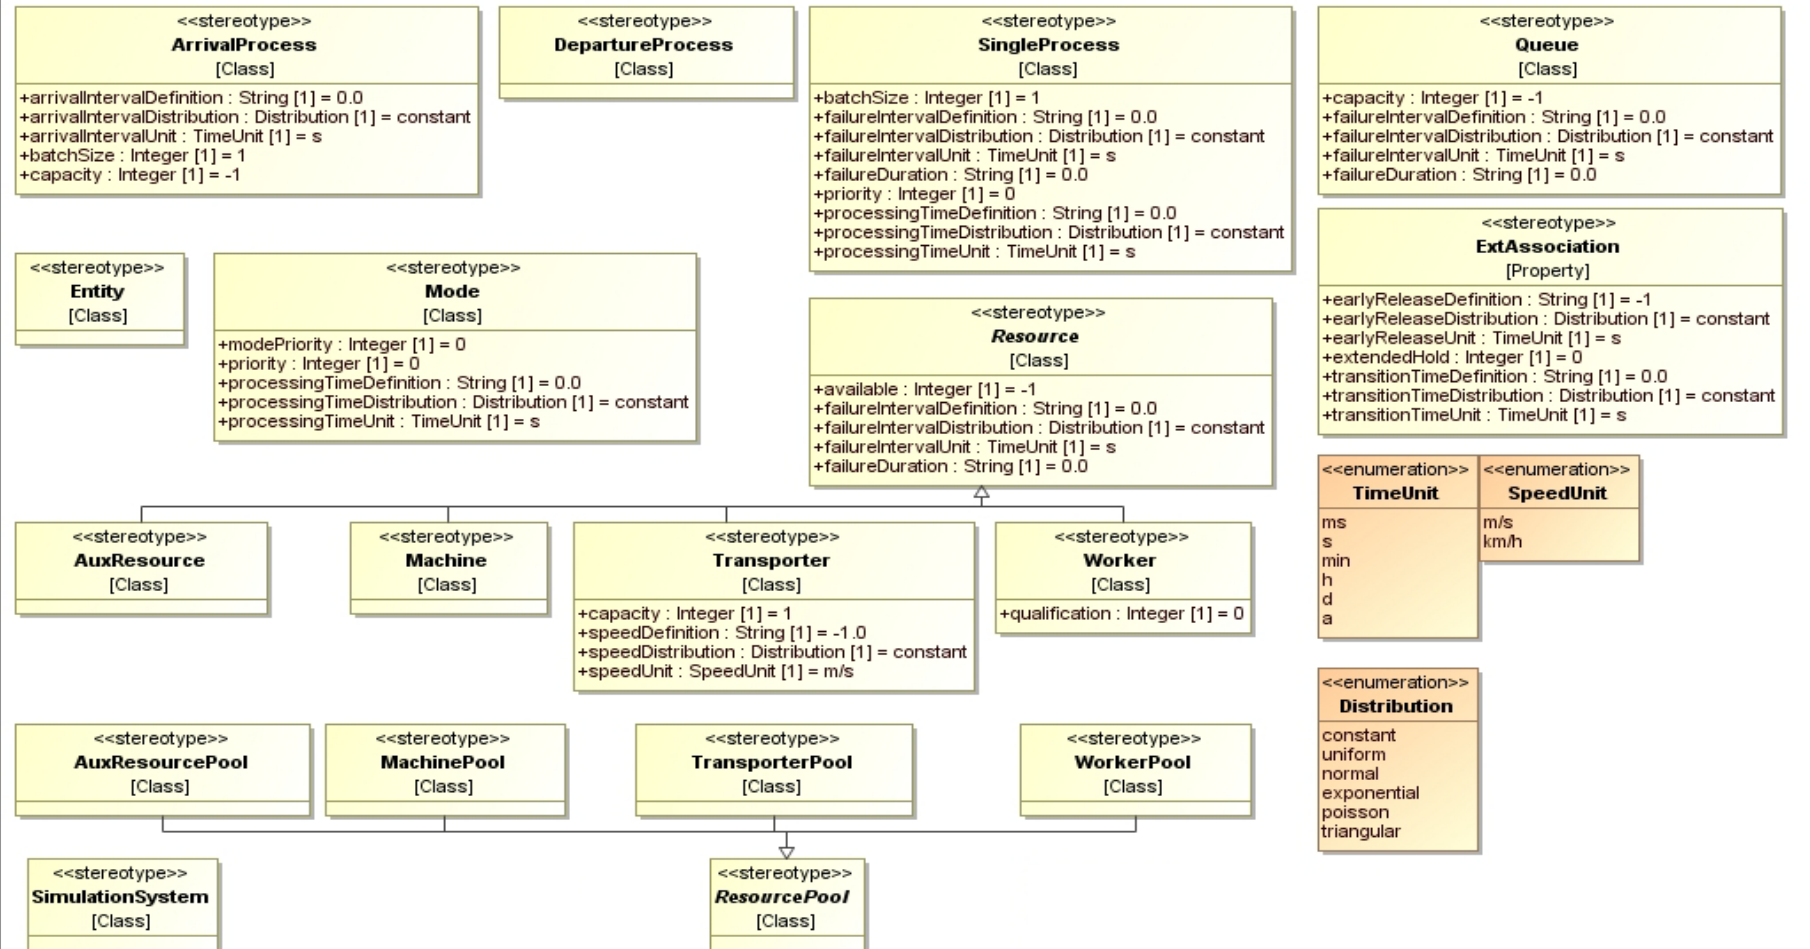 <<stereotype>>
ArrivalProcess
[Class]
+arrivalIntervalDefinition : String [1] = 0.0
+arrivalIntervalDistribution : Distribution [1] = constant
+arrivalIntervalUnit : TimeUnit [1] = s
+batchSize : Integer [1] = 1
+capacity : Integer [1] = -1
<<stereotype>>
DepartureProcess
[Class]
<<stereotype>>
SingleProcess
[Class]
+batchSize : Integer [1] = 1
+failureIntervalDefinition : String [1] = 0.0
+failureIntervalDistribution : Distribution [1] = constant
+failureIntervalUnit : TimeUnit [1] = s
+failureDuration : String [1] = 0.0
+priority : Integer [1] = 0
+processingTimeDefinition : String [1] = 0.0
+processingTimeDistribution : Distribution [1] = constant
+processingTimeUnit : TimeUnit [1] = s
<<stereotype>>
Queue
[Class]
+capacity : Integer [1] = -1
+failureIntervalDefinition : String [1] = 0.0
+failureIntervalDistribution : Distribution [1] = constant
+failureIntervalUnit : TimeUnit [1] = s
+failureDuration : String [1] = 0.0
<<stereotype>>
Entity
[Class]
<<stereotype>>
Mode
[Class]
+modePriority : Integer [1] = 0
+priority : Integer [1] = 0
+processingTimeDefinition : String [1] = 0.0
+processingTimeDistribution : Distribution [1] = constant
+processingTimeUnit : TimeUnit [1] = s
<<stereotype>>
Resource
[Class]
+available : Integer [1] = -1
+failureIntervalDefinition : String [1] = 0.0
+failureIntervalDistribution : Distribution [1] = constant
+failureIntervalUnit : TimeUnit [1] = s
+failureDuration : String [1] = 0.0
<<stereotype>>
ExtAssociation
[Property]
+earlyReleaseDefinition : String [1] = -1
+earlyReleaseDistribution : Distribution [1] = constant
+earlyReleaseUnit : TimeUnit [1] = s
+extendedHold : Integer [1] = 0
+transitionTimeDefinition : String [1] = 0.0
+transitionTimeDistribution : Distribution [1] = constant
+transitionTimeUnit : TimeUnit [1] = s
<<enumeration>>
TimeUnit
ms
s
min
h
d
a
<<enumeration>>
SpeedUnit
m/s
km/h
<<stereotype>>
AuxResource
[Class]
<<stereotype>>
Machine
[Class]
<<stereotype>>
Transporter
[Class]
+capacity : Integer [1] = 1
+speedDefinition : String [1] = -1.0
+speedDistribution : Distribution [1] = constant
+speedUnit : SpeedUnit [1] = m/s
<<stereotype>>
Worker
[Class]
+qualification : Integer [1] = 0
<<enumeration>>
Distribution
constant
uniform
normal
exponential
poisson
triangular
<<stereotype>>
AuxResourcePool
[Class]
<<stereotype>>
MachinePool
[Class]
<<stereotype>>
TransporterPool
[Class]
<<stereotype>>
WorkerPool
[Class]
<<stereotype>>
SimulationSystem
[Class]
<<stereotype>>
ResourcePool
[Class]